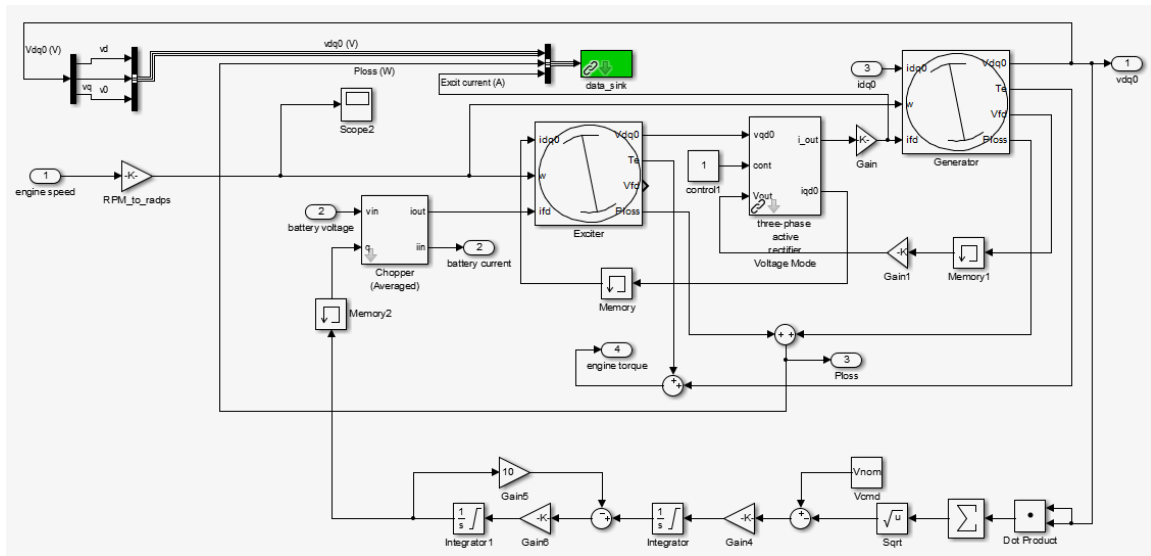 Vdq0 (V)
vd
vq
v0
vdq0 (V)
Ploss (W)
Excit current (A)
data_sink
Scope2
3
idq0
idq0
w
ifd
Vdq0
Te
Vfd
Ploss
Generator
1
vdq0
1
engine speed
-K-
RPM_to_radps
2
battery voltage
vin
q
iout
iin
Chopper
(Averaged)
2
battery current
idq0
w
ifd
Vdq0
Te
Vfd
Ploss
Exciter
1
control1
vqd0
cont
Vout
i_out
iqd0
three-phase
active
rectifier
Voltage Mode
-K-
Gain
-K
Gain1
Memory1
Memory
Memory2
+ +
3
Ploss
4
engine torque
+
+
10
Gain5
1
s
Integrator1
-K-
Gain6
− +
1
s
Integrator
-K-
Gain4
+ −
Vnom
Vcmd
√u
Sqrt
∑
•
Dot Product